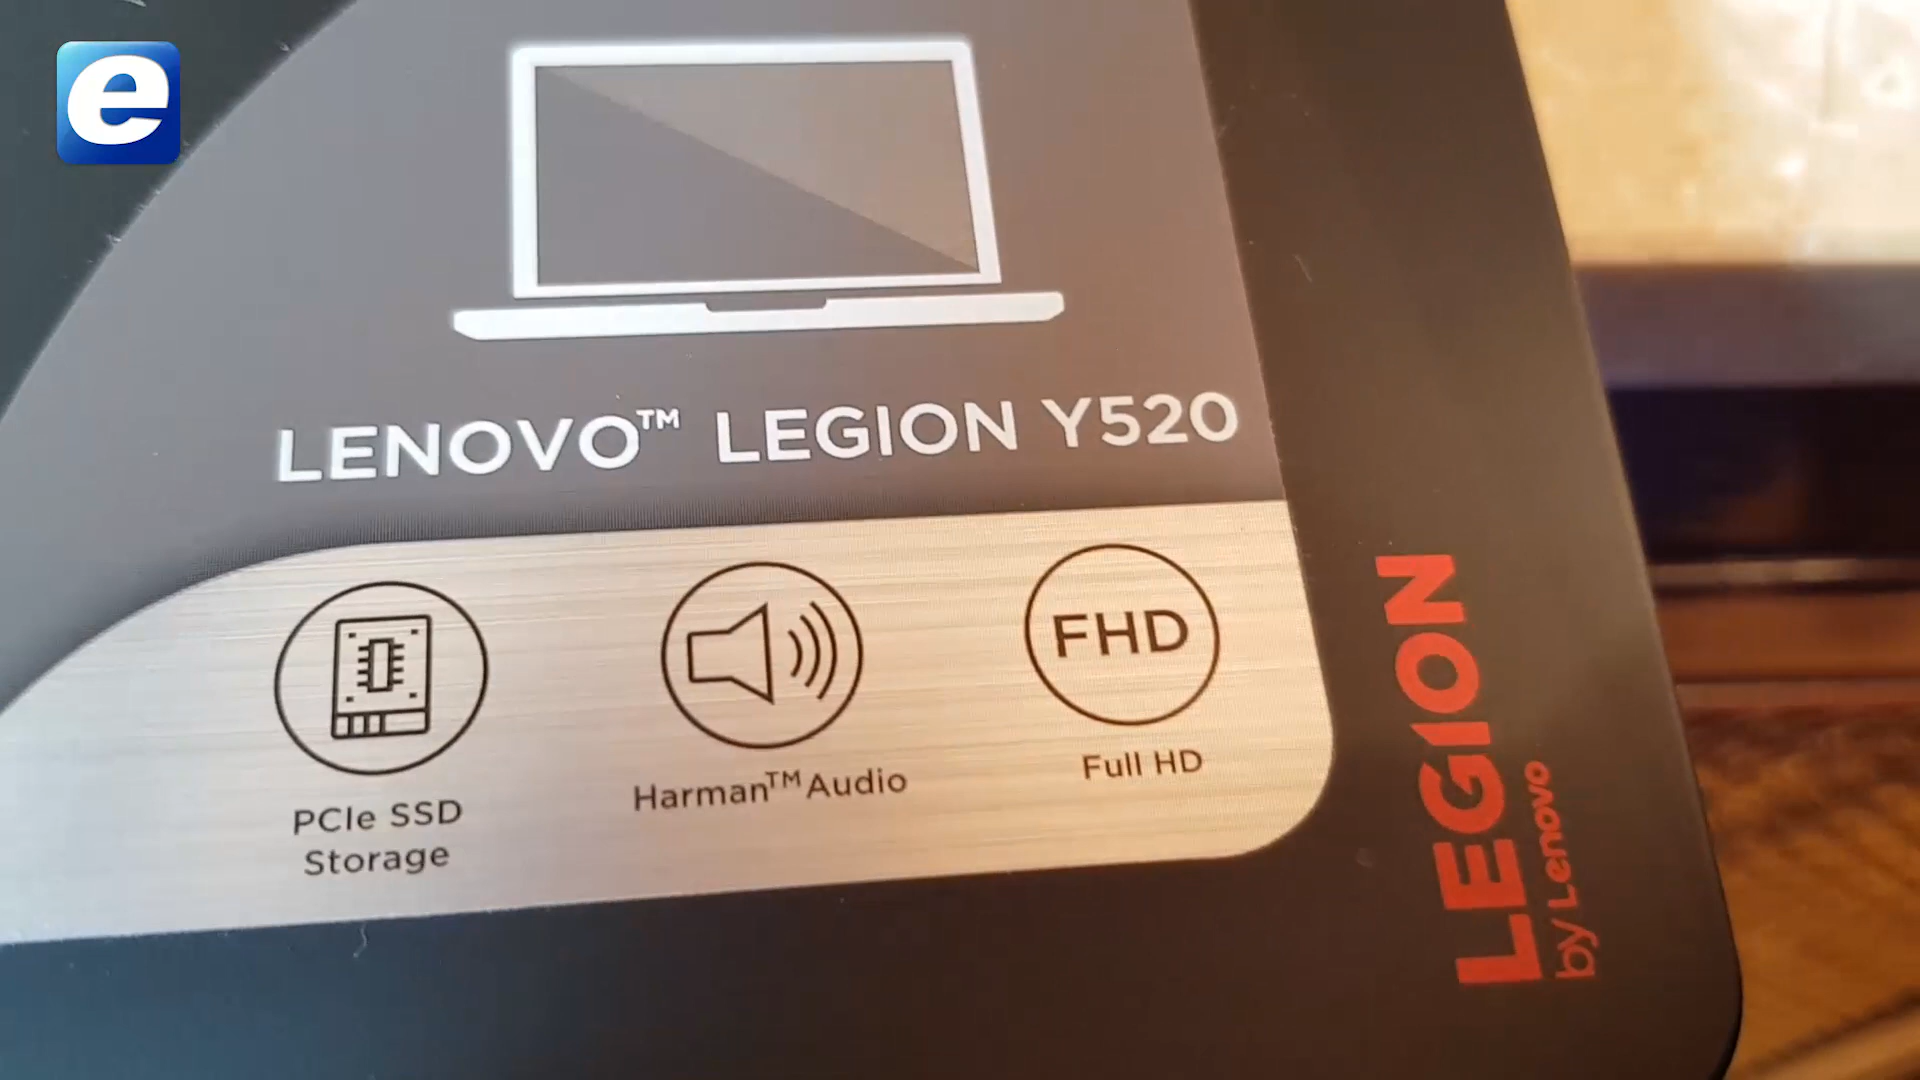 e
LENOVO™ LEGION Y520
FHD
PCIe SSD
Storage
Harman™ Audio
Full HD
LEGION
by Lenovo